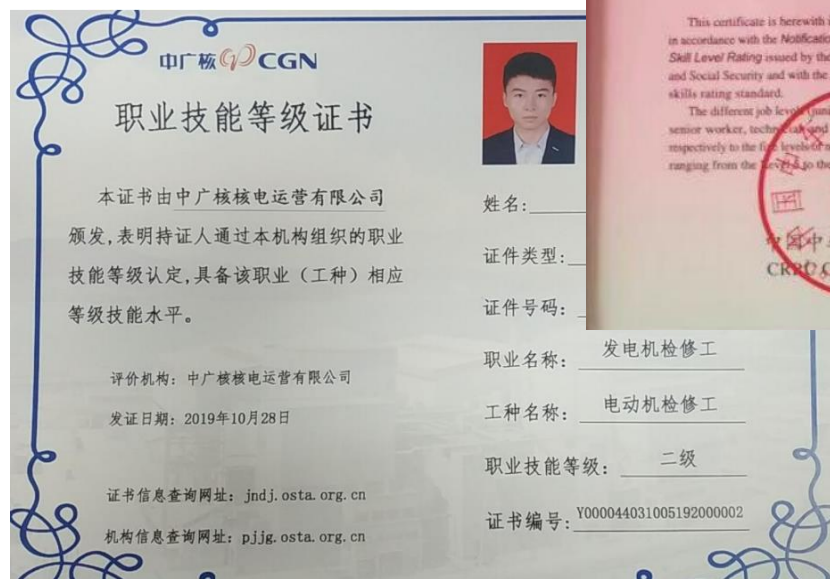 中广核 CGN
职业技能等级证书
本证书由中广核核电运营有限公司
颁发,表明持证人通过本机构组织的职业
技能等级认定,具备该职业（工种）相应
等级技能水平。
评价机构: 中广核核电运营有限公司
发证日期: 2019年10月28日
证书信息查询网址: jndj.osta.org.cn
机构信息查询网址: pjjg.osta.org.cn
姓名:
证件类型:
证件号码:
职业名称: 发电机检修工
工种名称: 电动机检修工
职业技能等级: 二级
证书编号: Y000044031005192000002
This certificate is herewith
in accordance with the Notification
Skill Level Rating issued by the
and Social Security and with the
skills rating standard.
The different job levels
senior worker,
respectively to the
ranging from the to the